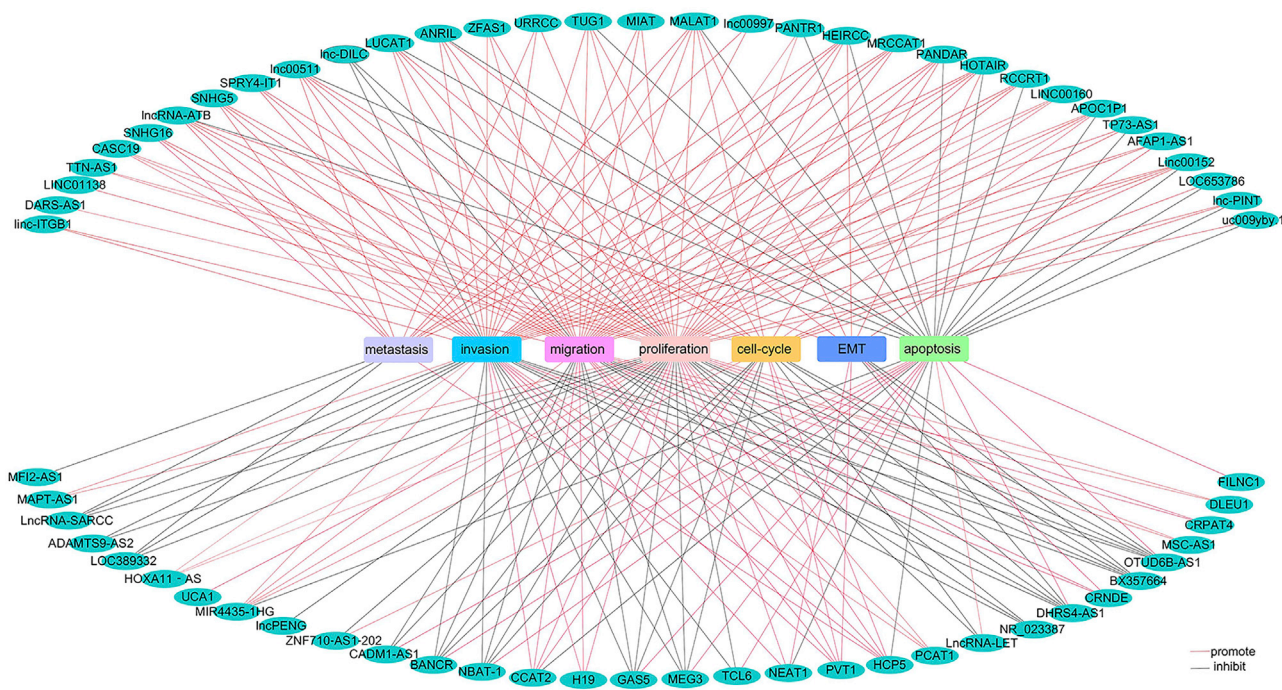 linc-ITGB1
DARS-AS1
LINC01138
TTN-AS1
CASC19
SNHG16
lncRNA-ATB
SNHG5
SPRY4-IT1
lnc00511
lnc-DILC
LUCAT1
ANRIL
ZFAS1
URRCC
TUG1
MIAT
MALAT1
lnc00997
PANTR1
HEIRCC
MRCCAT1
PANDAR
HOTAIR
RCCRT1
LINC00160
APOC1P1
TP73-AS1
AFAP1-AS1
Linc00152
LOC653786
lnc-PINT
uc009yby.1
metastasis
invasion
migration
proliferation
cell-cycle
EMT
apoptosis
MFI2-AS1
MAPT-AS1
LncRNA-SARCC
ADAMTS9-AS2
LOC389332
HOXA11 - AS
UCA1
MIR4435-1HG
lncPENG
ZNF710-AS1-202
CADM1-AS1
BANCR
NBAT-1
CCAT2
H19
GAS5
MEG3
TCL6
NEAT1
PVT1
HCP5
PCAT1
LncRNA-LET
NR_023387
DHRS4-AS1
CRNDE
BX357664
OTUD6B-AS1
MSC-AS1
CRPAT4
DLEU1
FILNC1
promote
inhibit